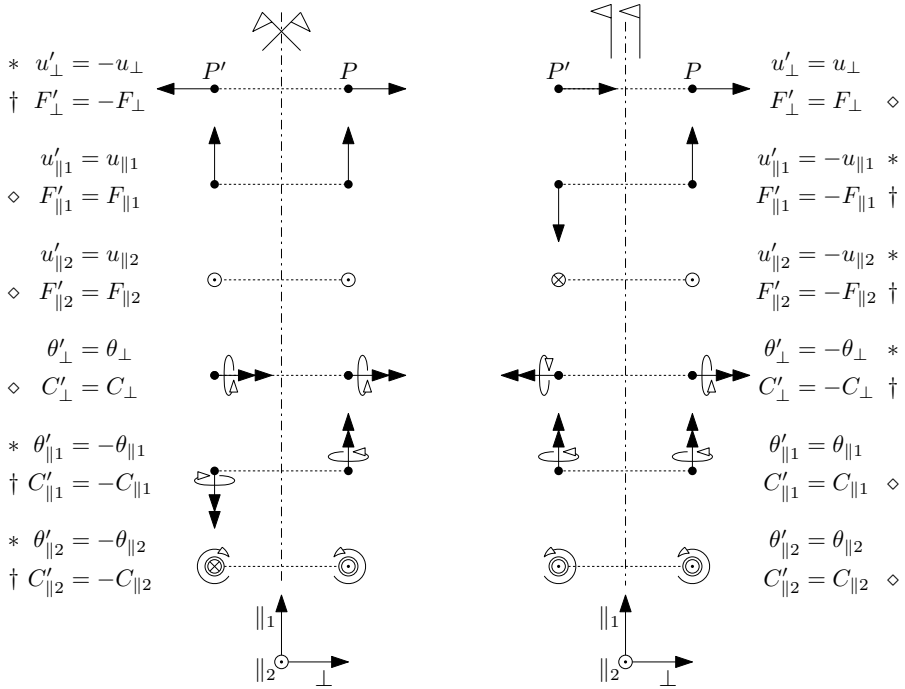 * u′⊥ = −u⊥
† F′⊥ = −F⊥
P′ P
u′∥1 = u∥1
◇ F′∥1 = F∥1
u′∥2 = u∥2
◇ F′∥2 = F∥2
θ′⊥ = θ⊥
◇ C′⊥ = C⊥
* θ′∥1 = −θ∥1
† C′∥1 = −C∥1
* θ′∥2 = −θ∥2
† C′∥2 = −C∥2
∥1
∥2
⊥
P′ P
u′⊥ = u⊥
F′⊥ = F⊥ ◇
u′∥1 = −u∥1 *
F′∥1 = −F∥1 †
u′∥2 = −u∥2 *
F′∥2 = −F∥2 †
θ′⊥ = −θ⊥ *
C′⊥ = −C⊥ †
θ′∥1 = θ∥1
C′∥1 = C∥1 ◇
θ′∥2 = θ∥2
C′∥2 = C∥2 ◇
∥1
∥2
⊥